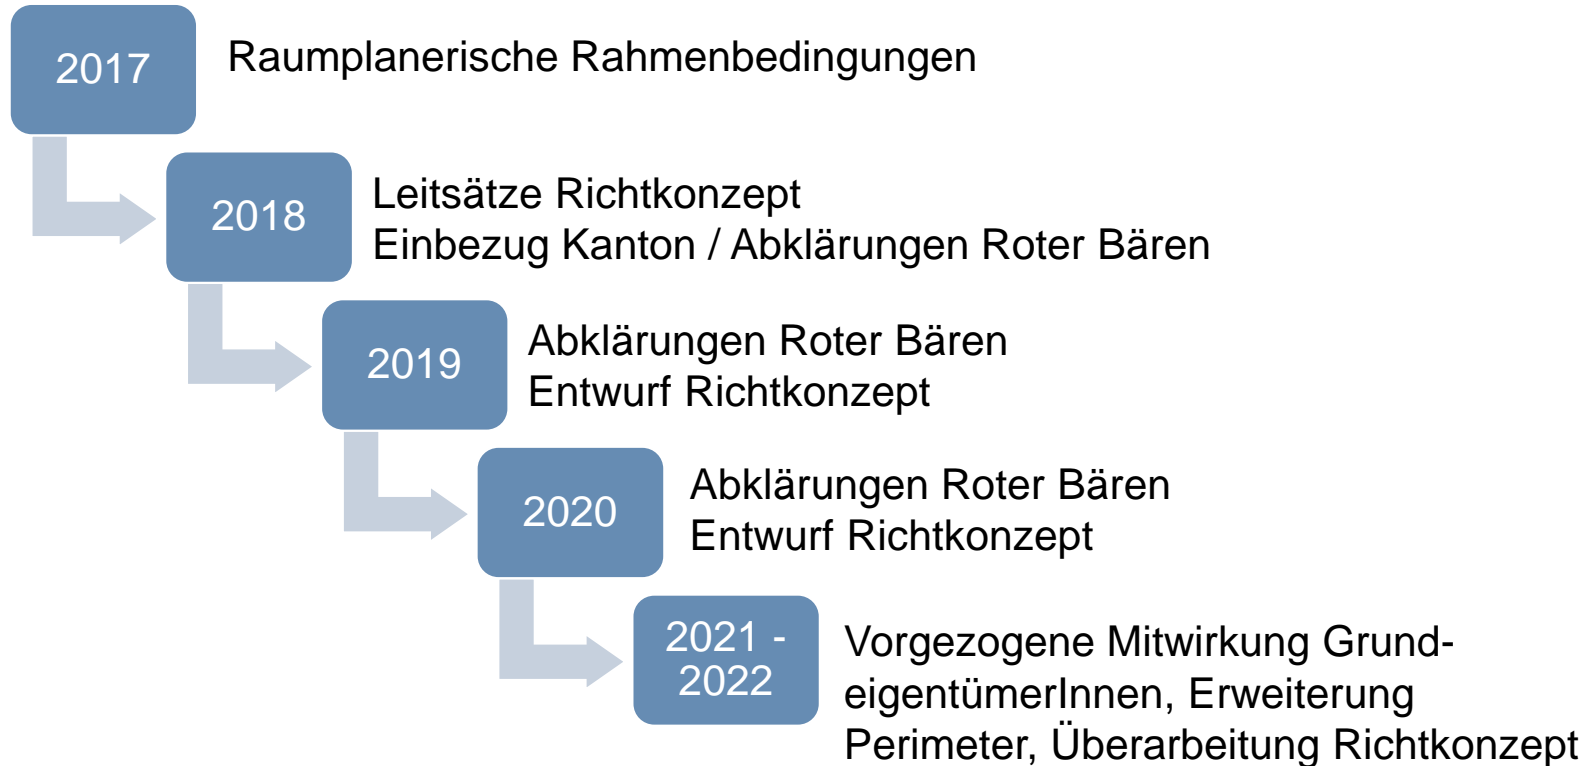 2017
Raumplanerische Rahmenbedingungen
2018
Leitsätze Richtkonzept
Einbezug Kanton / Abklärungen Roter Bären
2019
Abklärungen Roter Bären
Entwurf Richtkonzept
2020
Abklärungen Roter Bären
Entwurf Richtkonzept
2021 -
2022
Vorgezogene Mitwirkung Grund-
eigentümerInnen, Erweiterung
Perimeter, Überarbeitung Richtkonzept